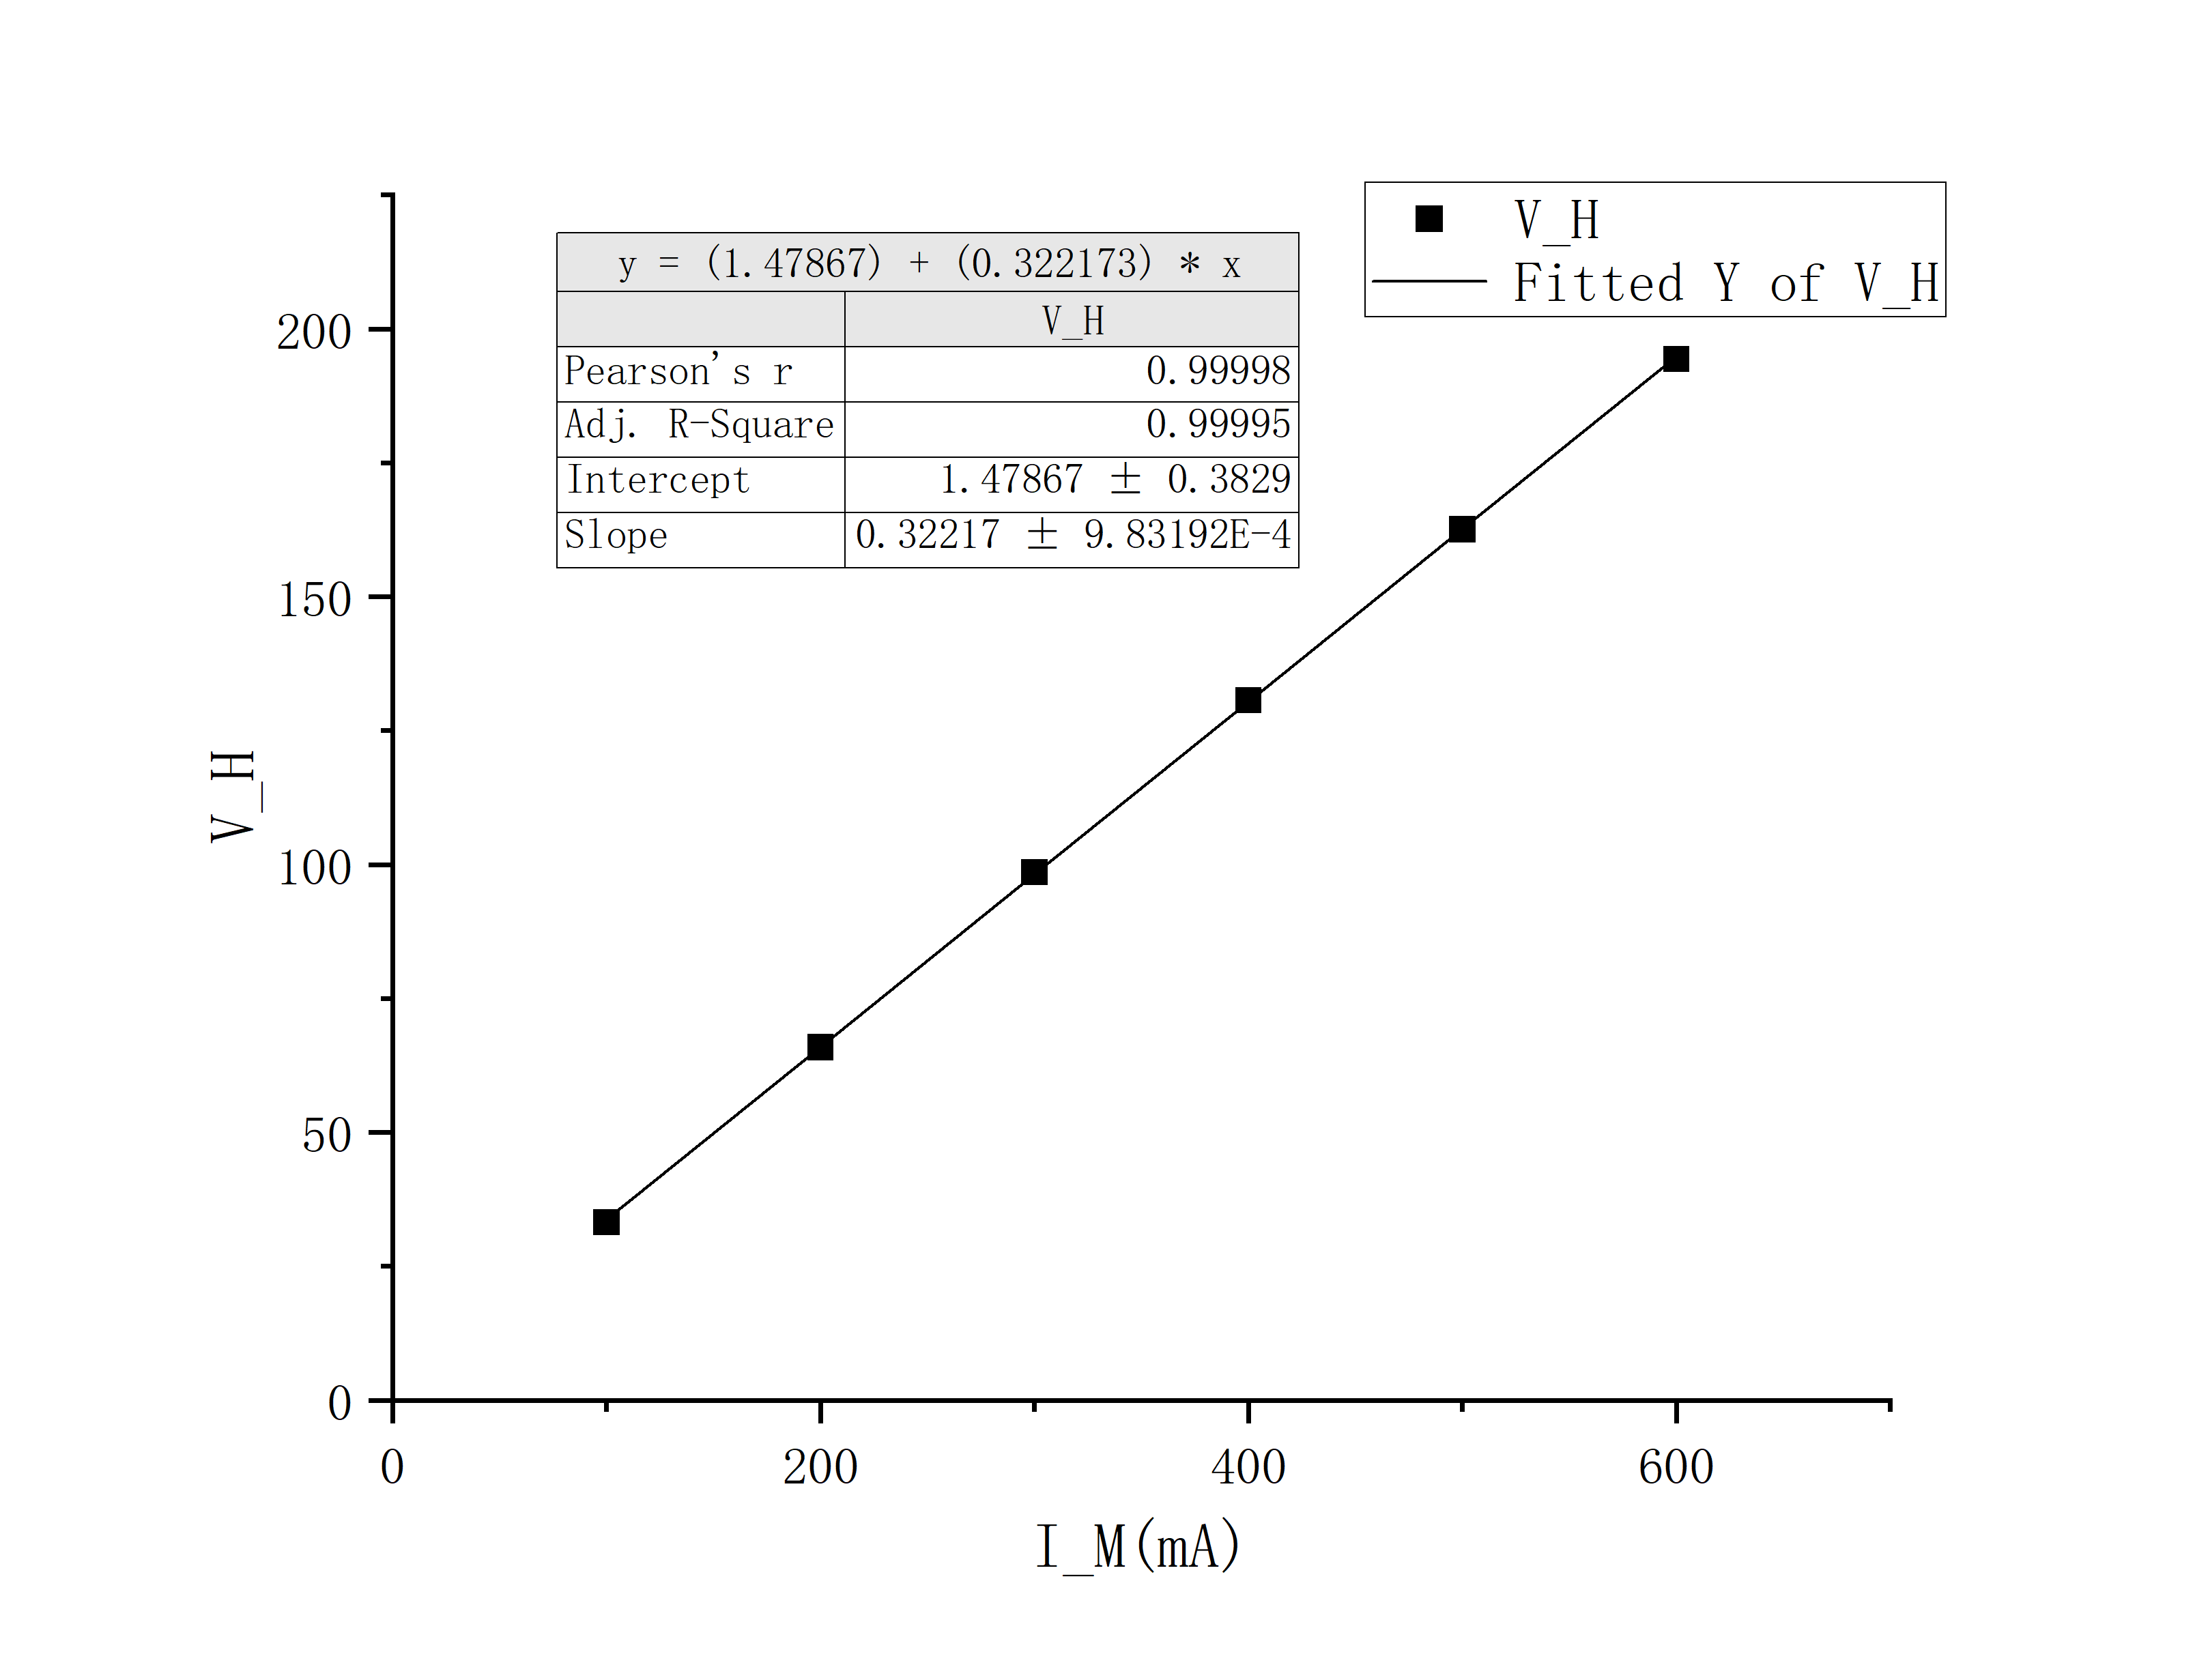 V_H
Fitted Y of V_H
y = (1.47867) + (0.322173) * x
V_H
Pearson's r 0.99998
Adj. R-Square 0.99995
Intercept 1.47867 ± 0.3829
Slope 0.32217 ± 9.83192E-4
200
150
100
50
0
V_H
0 200 400 600
I_M(mA)